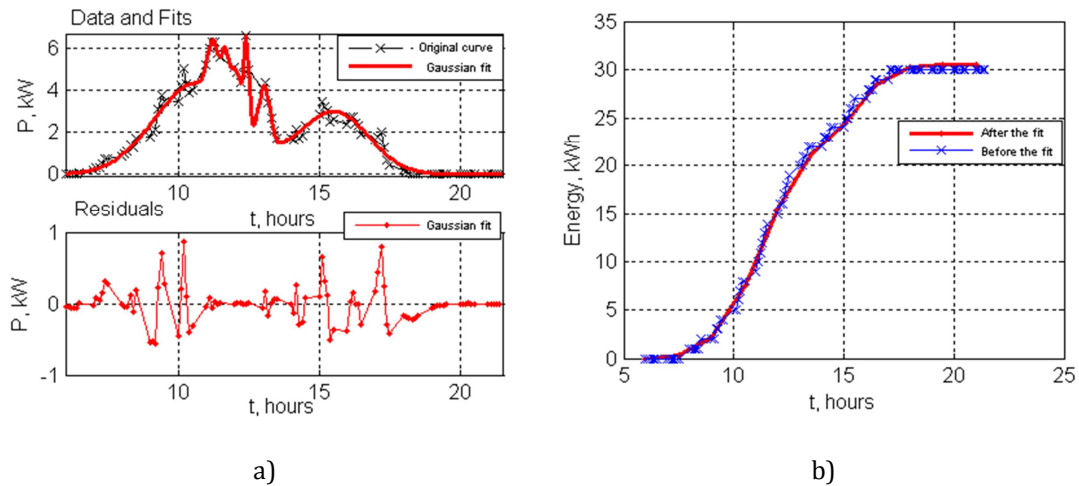 Data and Fits
P, kW
6
4
2
0
Original curve
Gaussian fit
10
15
20
t, hours
Residuals
P, kW
1
0
-1
Gaussian fit
10
15
20
t, hours
a)
Energy, kWh
35
30
25
20
15
10
5
0
After the fit
Before the fit
5
10
15
20
25
t, hours
b)